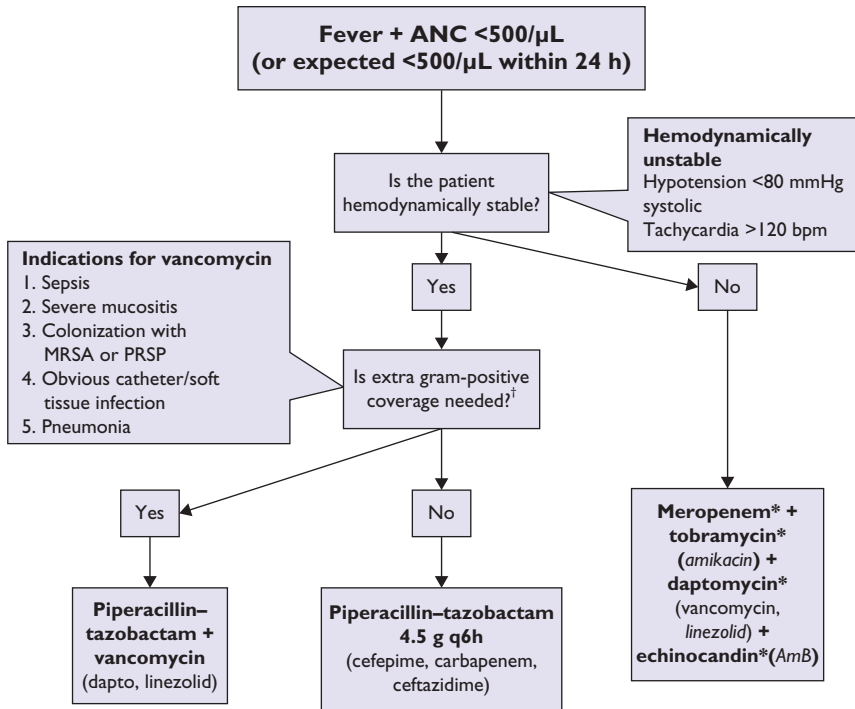 Fever + ANC <500/µL
(or expected <500/µL within 24 h)
Is the patient
hemodynamically stable?
Hemodynamically
unstable
Hypotension <80 mmHg
systolic
Tachycardia >120 bpm
Indications for vancomycin
1. Sepsis
2. Severe mucositis
3. Colonization with
MRSA or PRSP
4. Obvious catheter/soft
tissue infection
5. Pneumonia
Yes
No
Is extra gram-positive
coverage needed?†
Yes
No
Piperacillin–
tazobactam +
vancomycin
(dapto, linezolid)
Piperacillin–tazobactam
4.5 g q6h
(cefepime, carbapenem,
ceftazidime)
Meropenem* +
tobramycin*
(amikacin) +
daptomycin*
(vancomycin,
linezolid) +
echinocandin*(AmB)